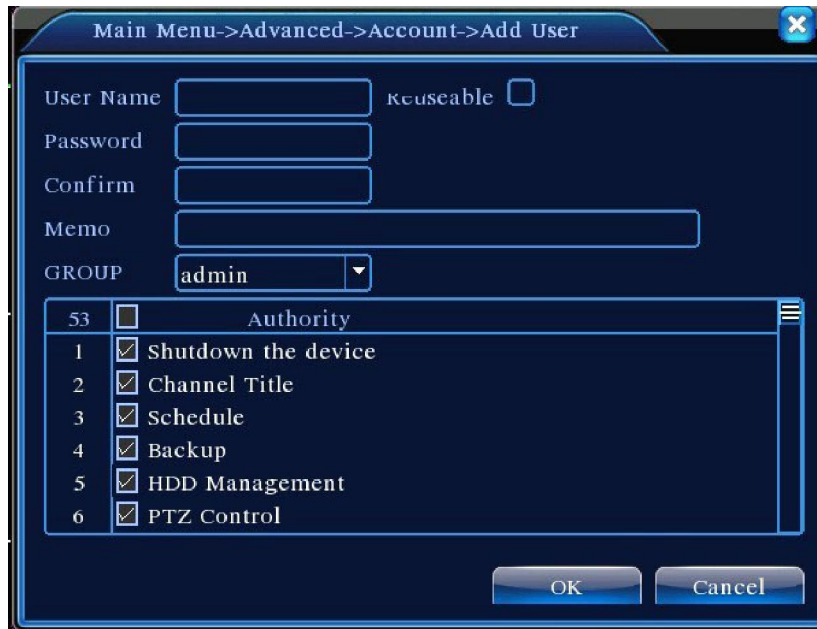 Main Menu->Advanced->Account->Add User
User Name Reuseable
Password
Confirm
Memo
GROUP admin
53 Authority
1 Shutdown the device
2 Channel Title
3 Schedule
4 Backup
5 HDD Management
6 PTZ Control
OK Cancel